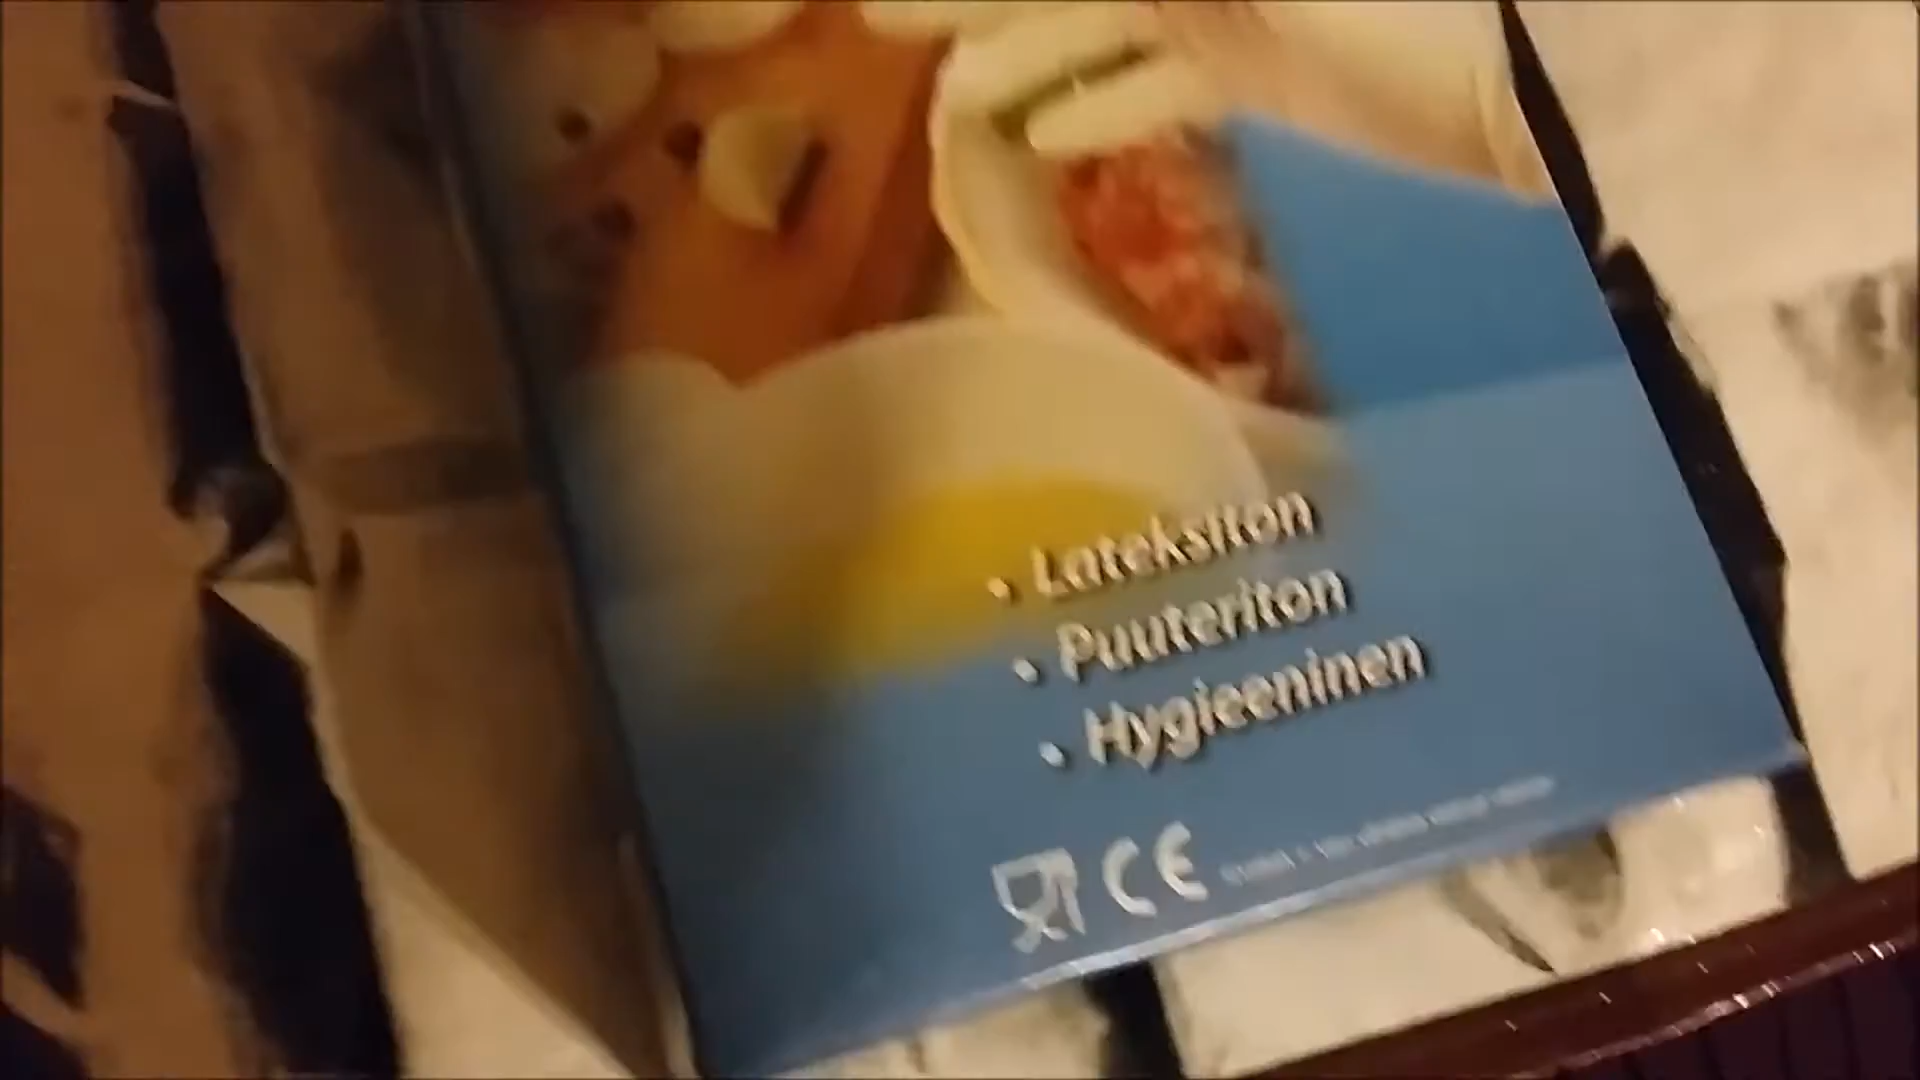 • Lateksiton
• Puuteriton
• Hygieeninen
CE